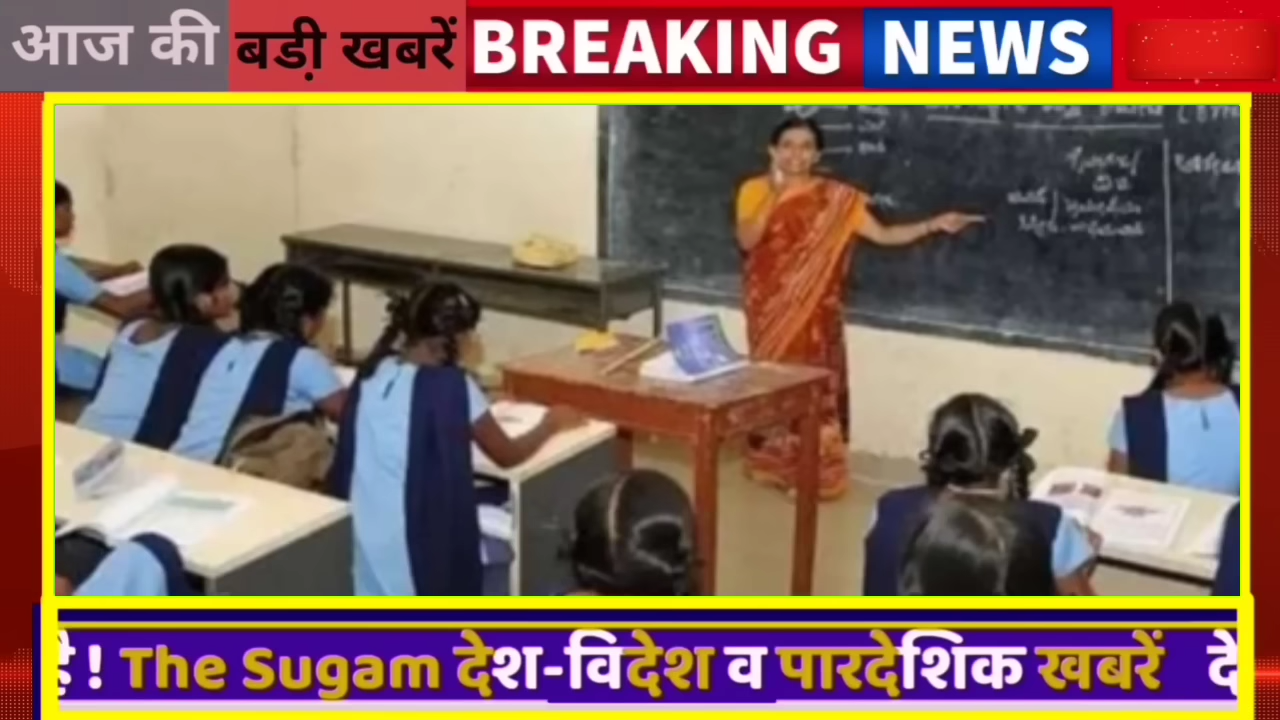 आज की बड़ी खबरें BREAKING NEWS
है! The Sugam देश-विदेश व पारदेशिक खबरें दे